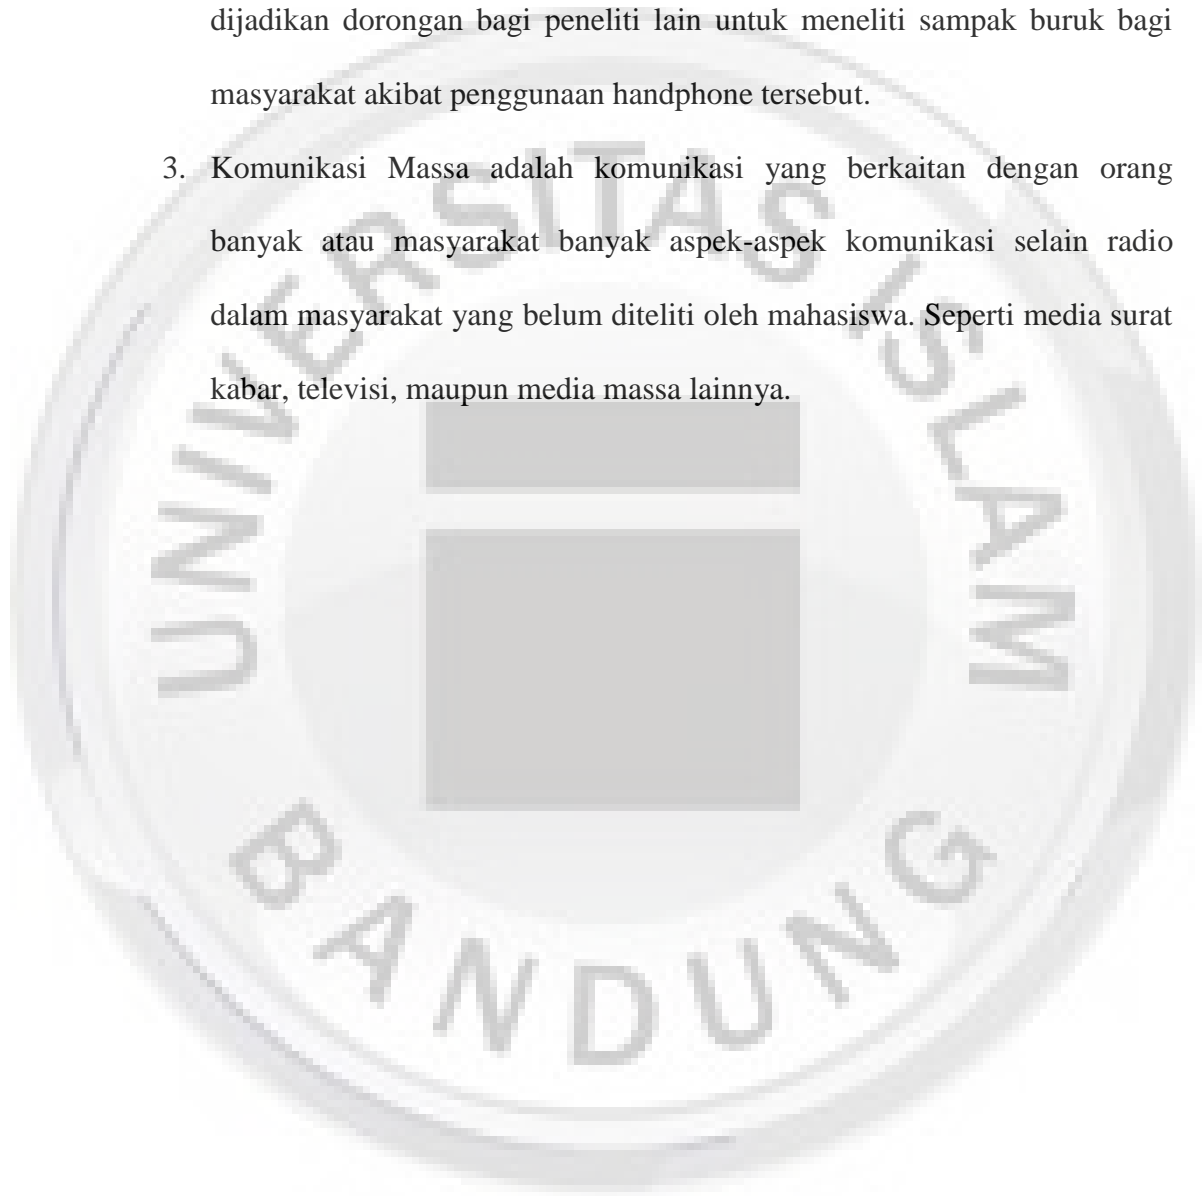 dijadikan dorongan bagi peneliti lain untuk meneliti sampak buruk bagi
masyarakat akibat penggunaan handphone tersebut.
3. Komunikasi Massa adalah komunikasi yang berkaitan dengan orang
banyak atau masyarakat banyak aspek-aspek komunikasi selain radio
dalam masyarakat yang belum diteliti oleh mahasiswa. Seperti media surat
kabar, televisi, maupun media massa lainnya.
UNIVERSITAS ISLAM
BANDUNG